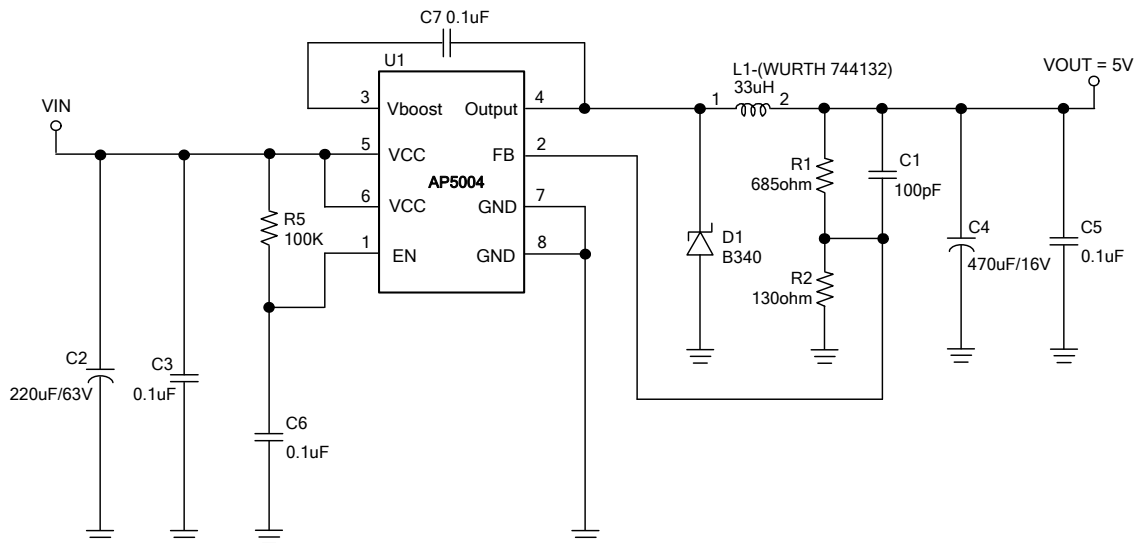 C7 0.1uF
U1
L1-(WURTH 744132)
33uH
VOUT = 5V
VIN
3
Vboost
Output
4
1
2
5
VCC
FB
2
AP5004
R1
685ohm
C1
100pF
6
VCC
GND
7
R5
100K
1
EN
GND
8
D1
B340
C4
470uF/16V
C5
0.1uF
R2
130ohm
C2
220uF/63V
C3
0.1uF
C6
0.1uF